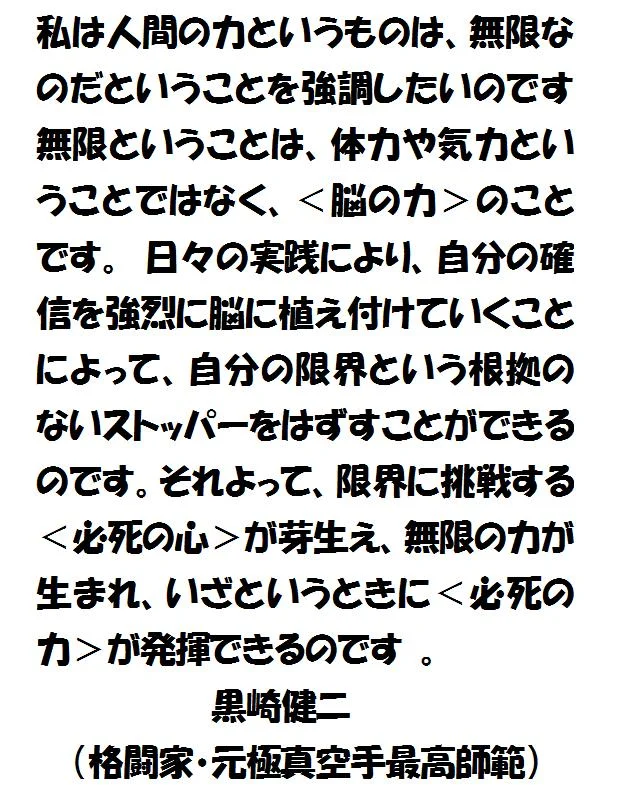 私は人間の力というものは、無限な
のだということを強調したいのです
無限ということは、体力や気力とい
うことではなく、＜脳の力＞のこと
です。 日々の実践により、自分の確
信を強烈に脳に植え付けていくこと
によって、自分の限界という根拠の
ないストッパーをはずすことができる
のです。それよって、限界に挑戦する
＜必死の心＞が芽生え、無限の力が
生まれ、いざというときに＜必死の
力＞が発揮できるのです 。
黒崎健二
（格闘家・元極真空手最高師範）